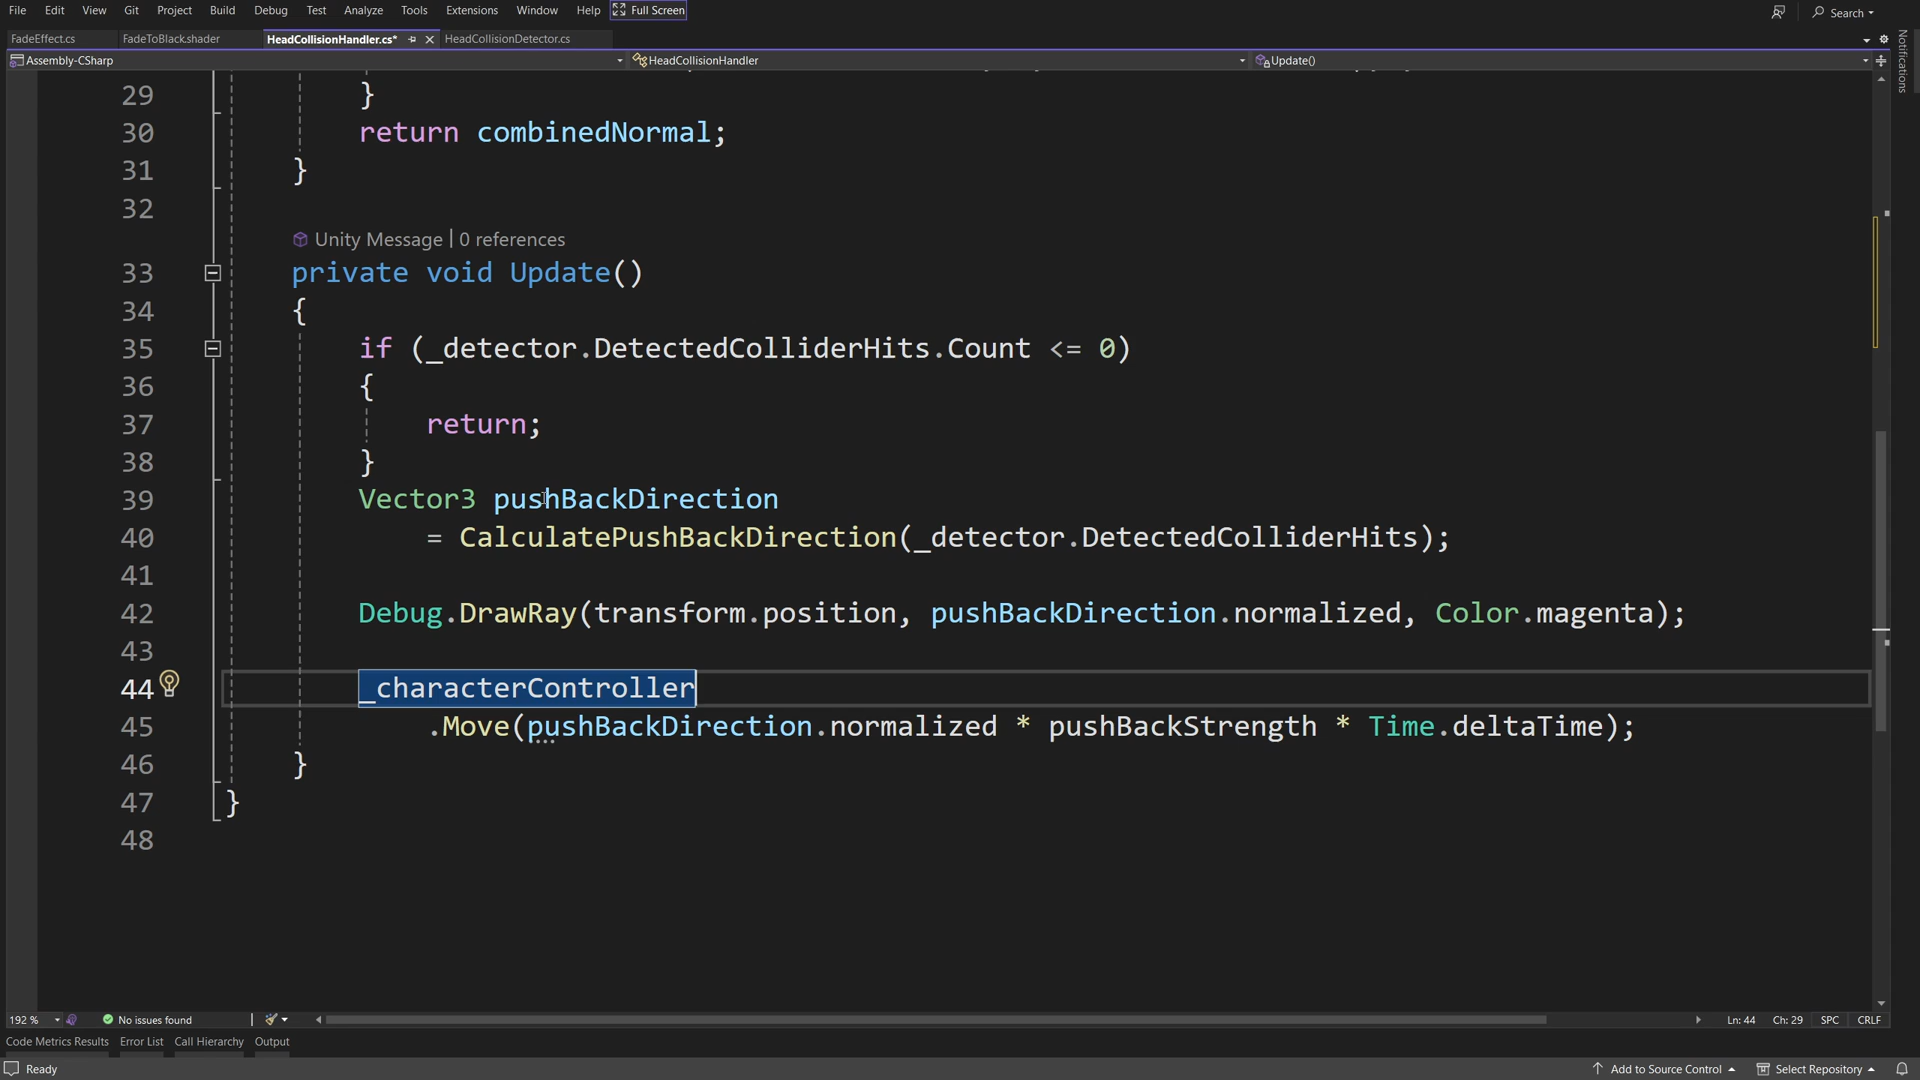 File Edit View Git Project Build Debug Test Analyze Tools Extensions Window Help Full Screen Search
FadeEffect.cs FadeToBlack.shader HeadCollisionHandler.cs* HeadCollisionDetector.cs
Notifications
Assembly-CSharp HeadCollisionHandler Update()
29 }
30 return combinedNormal;
31 }
32
Unity Message | 0 references
33 private void Update()
34 {
35 if (_detector.DetectedColliderHits.Count <= 0)
36 {
37 return;
38 }
39 Vector3 pushBackDirection
40 = CalculatePushBackDirection(_detector.DetectedColliderHits);
41
42 Debug.DrawRay(transform.position, pushBackDirection.normalized, Color.magenta);
43
44 _characterController
45 .Move(pushBackDirection.normalized * pushBackStrength * Time.deltaTime);
46 }
47 }
48
192 % No issues found Ln: 44 Ch: 29 SPC CRLF
Code Metrics Results Error List Call Hierarchy Output
Ready Add to Source Control Select Repository